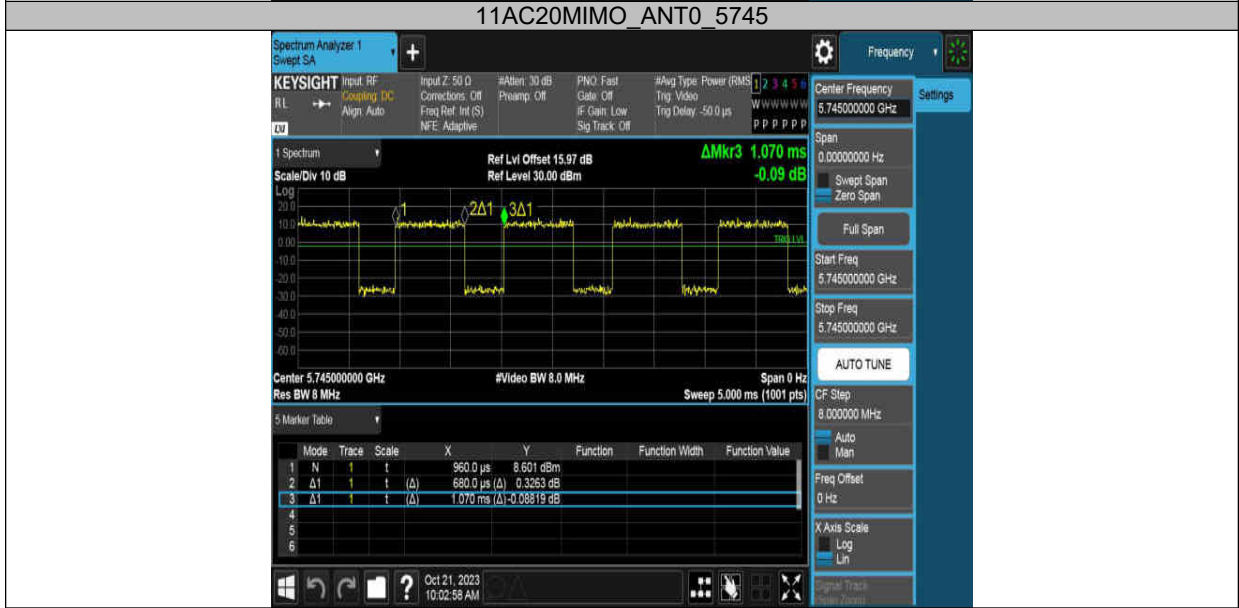 11AC20MIMO_ANT0_5745
Spectrum Analyzer 1
Swept SA
+
Frequency
KEYSIGHT
RL
LXI
Input: RF
Coupling: DC
Align: Auto
Input Z: 50 Ω
Corrections: Off
Freq Ref: Int (S)
NFE: Adaptive
#Atten: 30 dB
Preamp: Off
PNO: Fast
Gate: Off
IF Gain: Low
Sig Track: Off
#Avg Type: Power (RMS
Trig: Video
Trig Delay: -50.0 µs
1 2 3 4 5 6
W W W W W W
P P P P P P
Center Frequency
5.745000000 GHz
Settings
1 Spectrum
Ref Lvl Offset 15.97 dB
ΔMkr3 1.070 ms
Scale/Div 10 dB
Ref Level 30.00 dBm
-0.09 dB
Span
0.00000000 Hz
Swept Span
Zero Span
Log
20.0
10.0
0.00
-10.0
-20.0
-30.0
-40.0
-50.0
-60.0
1
2Δ1
3Δ1
TRIG LVL
Full Span
Start Freq
5.745000000 GHz
Stop Freq
5.745000000 GHz
AUTO TUNE
Center 5.745000000 GHz
#Video BW 8.0 MHz
Span 0 Hz
Res BW 8 MHz
Sweep 5.000 ms (1001 pts)
CF Step
8.000000 MHz
Auto
Man
5 Marker Table
Mode Trace Scale X Y Function Function Width Function Value
1 N 1 t 960.0 µs 8.601 dBm
2 Δ1 1 t (Δ) 680.0 µs (Δ) 0.3263 dB
3 Δ1 1 t (Δ) 1.070 ms (Δ) -0.08819 dB
4
5
6
Freq Offset
0 Hz
X Axis Scale
Log
Lin
?
Oct 21, 2023
10:02:58 AM
Signal Track
(Span Zoom)